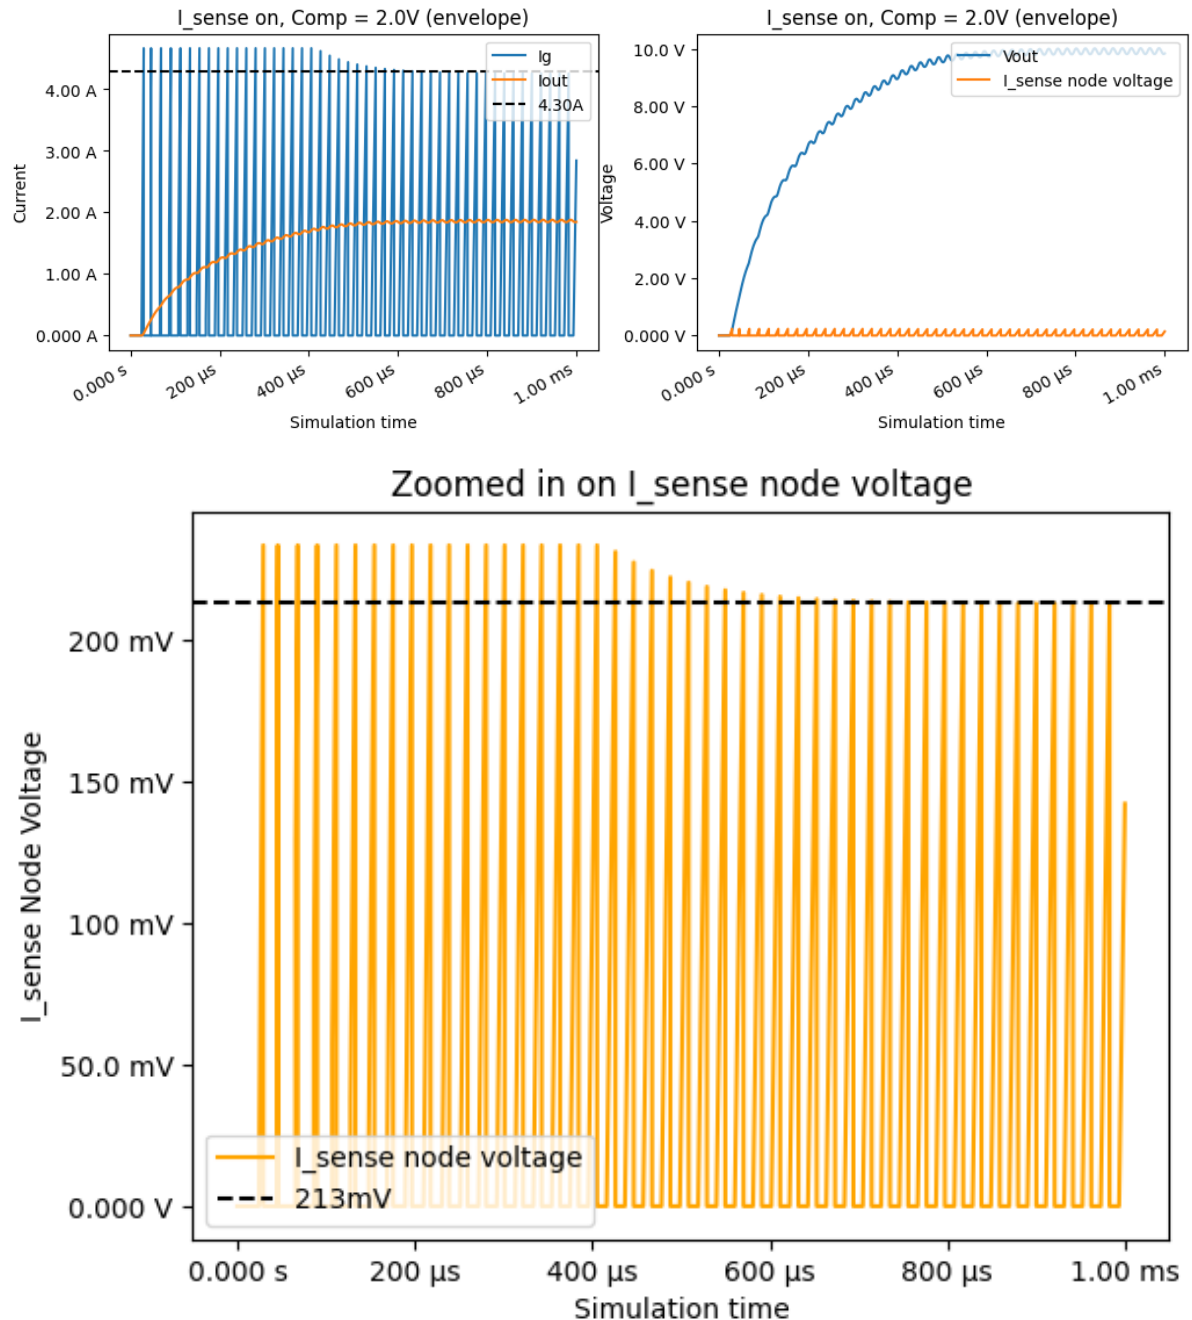 I_sense on, Comp = 2.0V (envelope)
4.00 A
3.00 A
2.00 A
1.00 A
0.000 A
Current
Ig
Iout
4.30A
0.000 s
200 µs
400 µs
600 µs
800 µs
1.00 ms
Simulation time
I_sense on, Comp = 2.0V (envelope)
10.0 V
8.00 V
6.00 V
4.00 V
2.00 V
0.000 V
Voltage
Vout
I_sense node voltage
0.000 s
200 µs
400 µs
600 µs
800 µs
1.00 ms
Simulation time
Zoomed in on I_sense node voltage
200 mV
150 mV
100 mV
50.0 mV
0.000 V
I_sense Node Voltage
I_sense node voltage
213mV
0.000 s
200 µs
400 µs
600 µs
800 µs
1.00 ms
Simulation time